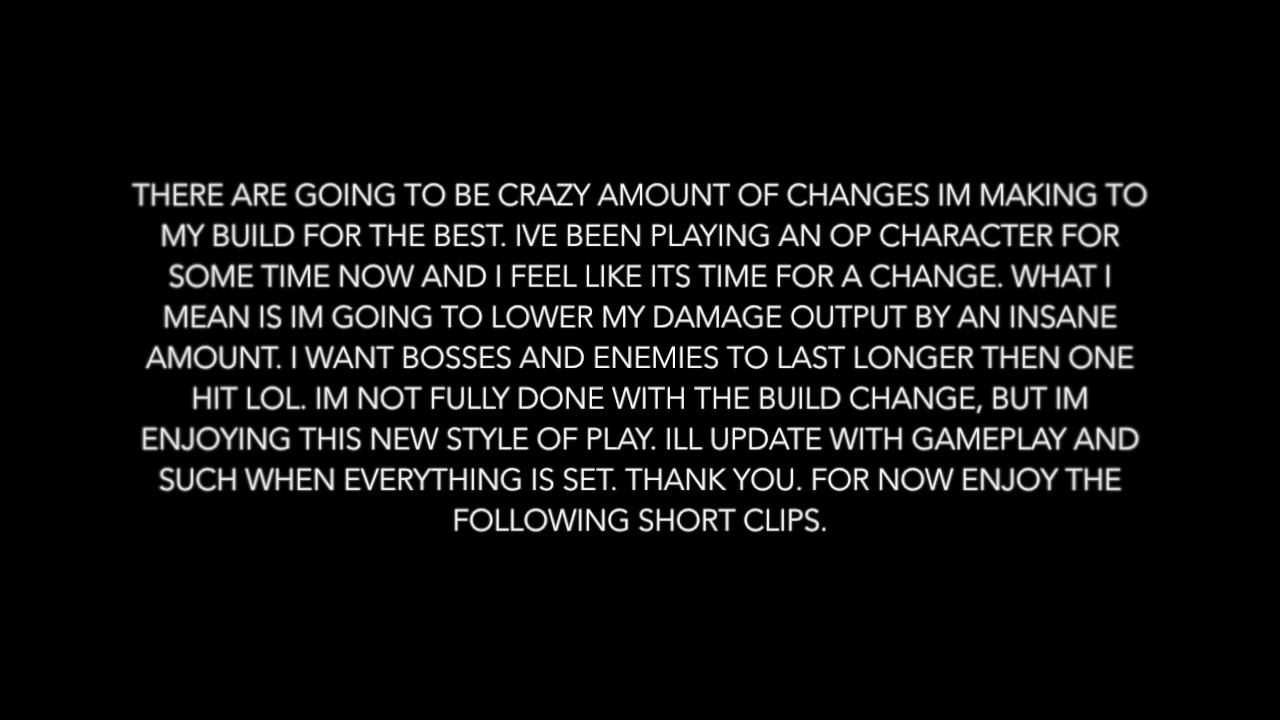 THERE ARE GOING TO BE CRAZY AMOUNT OF CHANGES IM MAKING TO
MY BUILD FOR THE BEST. IVE BEEN PLAYING AN OP CHARACTER FOR
SOME TIME NOW AND I FEEL LIKE ITS TIME FOR A CHANGE. WHAT I
MEAN IS IM GOING TO LOWER MY DAMAGE OUTPUT BY AN INSANE
AMOUNT. I WANT BOSSES AND ENEMIES TO LAST LONGER THEN ONE
HIT LOL. IM NOT FULLY DONE WITH THE BUILD CHANGE, BUT IM
ENJOYING THIS NEW STYLE OF PLAY. ILL UPDATE WITH GAMEPLAY AND
SUCH WHEN EVERYTHING IS SET. THANK YOU. FOR NOW ENJOY THE
FOLLOWING SHORT CLIPS.